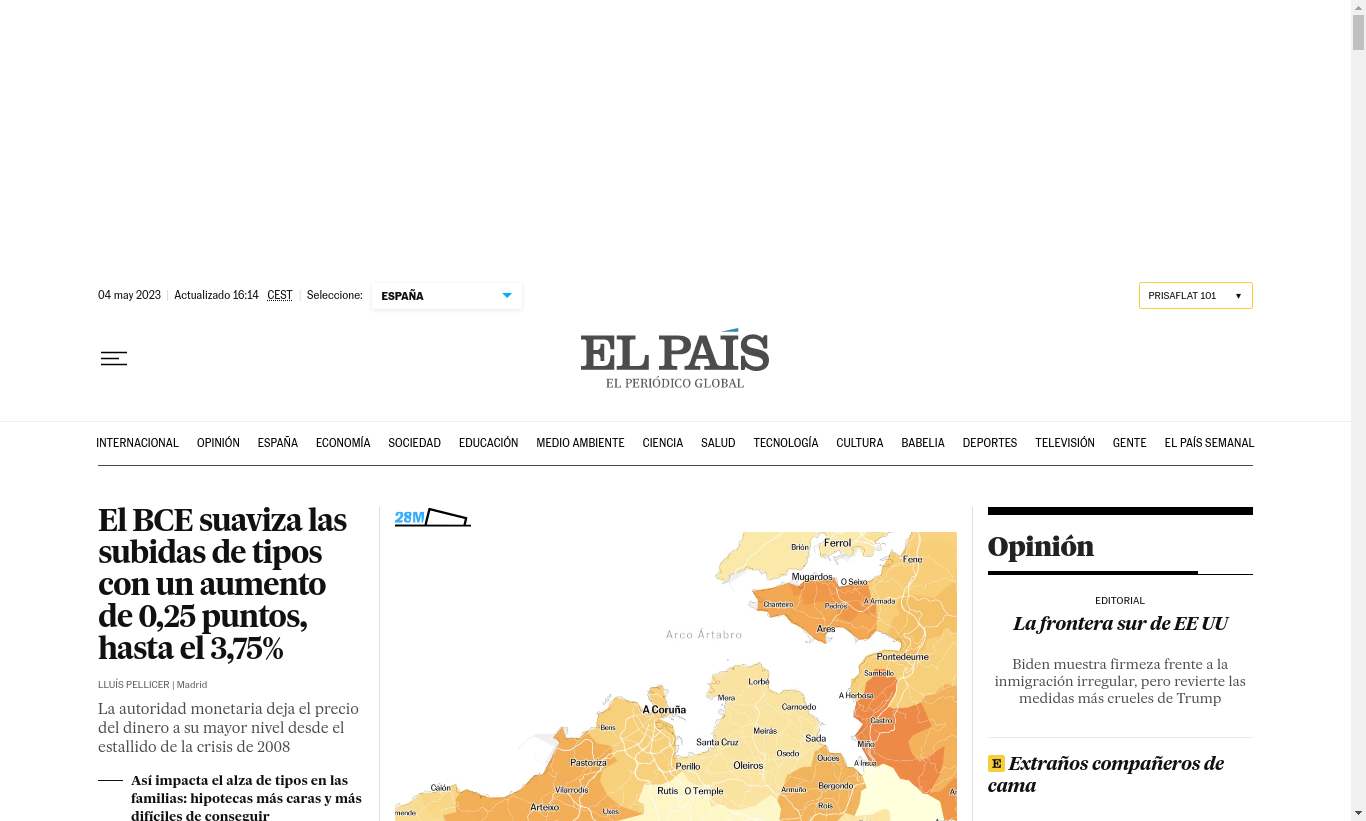 04 may 2023 | Actualizado 16:14 CEST | Seleccione: ESPAÑA
PRISAFLAT 101
EL PAÍS
EL PERIÓDICO GLOBAL
INTERNACIONAL OPINIÓN ESPAÑA ECONOMÍA SOCIEDAD EDUCACIÓN MEDIO AMBIENTE CIENCIA SALUD TECNOLOGÍA CULTURA BABELIA DEPORTES TELEVISIÓN GENTE EL PAÍS SEMANAL
El BCE suaviza las
subidas de tipos
con un aumento
de 0,25 puntos,
hasta el 3,75%
LLUÍS PELLICER | Madrid
La autoridad monetaria deja el precio
del dinero a su mayor nivel desde el
estallido de la crisis de 2008
Así impacta el alza de tipos en las
familias: hipotecas más caras y más
difíciles de conseguir
28M
Brión
Ferrol
Fene
Mugardos
O Seixo
Chanteiro
Pedrós
A Armada
Ares
Arco Ártabro
Pontedeume
Sambollo
Lorbé
Mera
A Herbosa
A Coruña
Carnoedo
Castro
Bens
Meirás
Santa Cruz
Sada
Miño
Osedo
Ouces
A Insua
Pastoriza
Perillo
Oleiros
Caión
Vilarrodis
Rutis
O Temple
Armuño
Bergondo
Arteixo
Uxes
Rois
Opinión
EDITORIAL
La frontera sur de EE UU
Biden muestra firmeza frente a la
inmigración irregular, pero revierte las
medidas más crueles de Trump
E Extraños compañeros de
cama